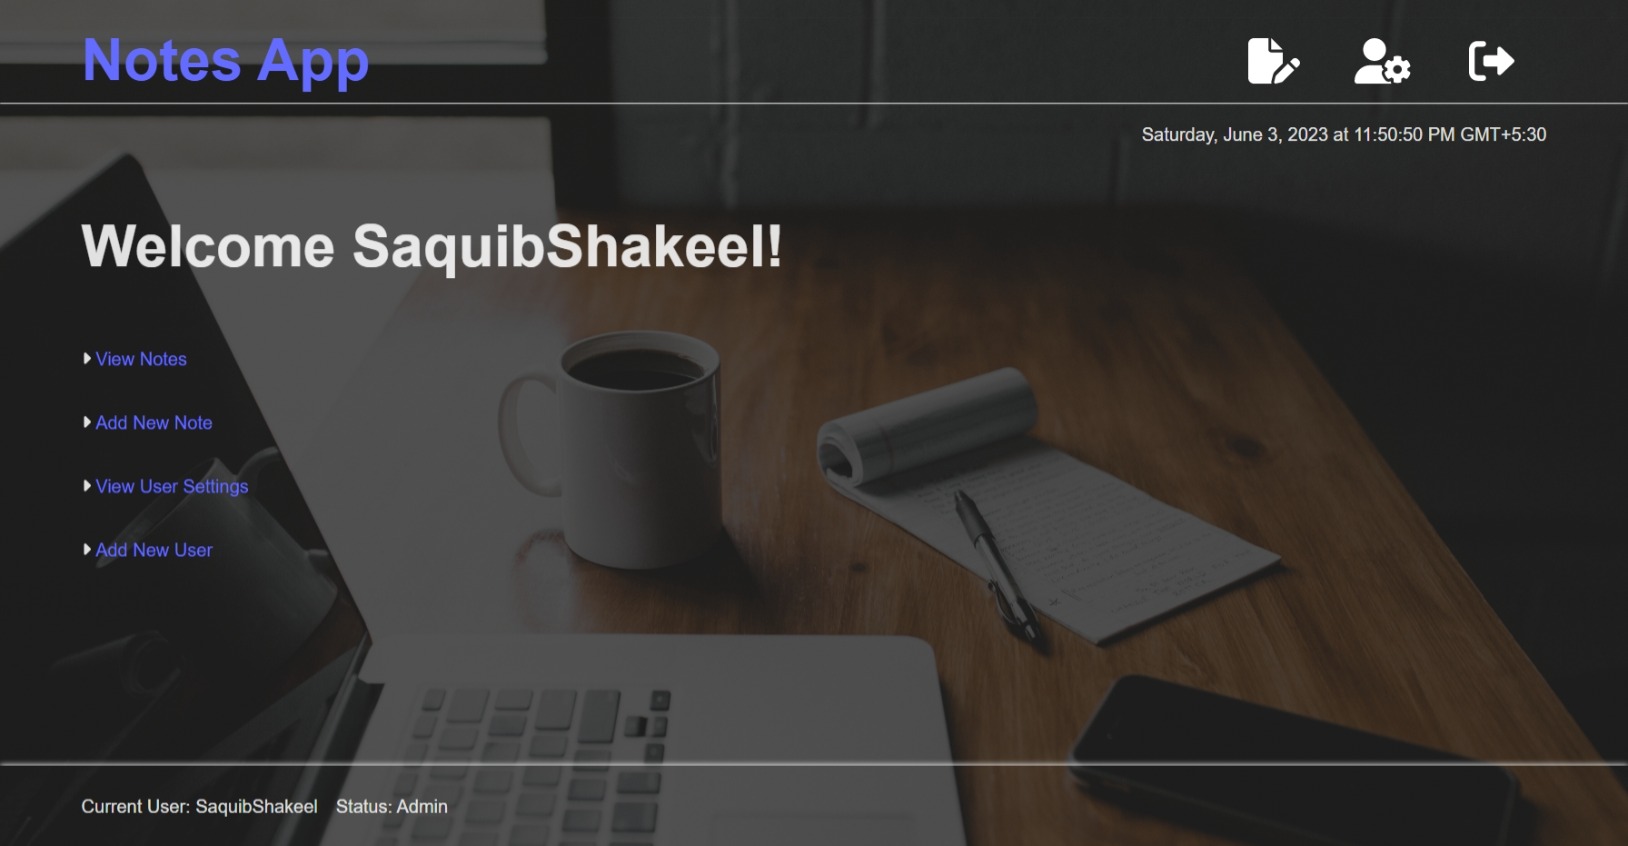 Notes App
Saturday, June 3, 2023 at 11:50:50 PM GMT+5:30
Welcome SaquibShakeel!
View Notes
Add New Note
View User Settings
Add New User
Current User: SaquibShakeel Status: Admin